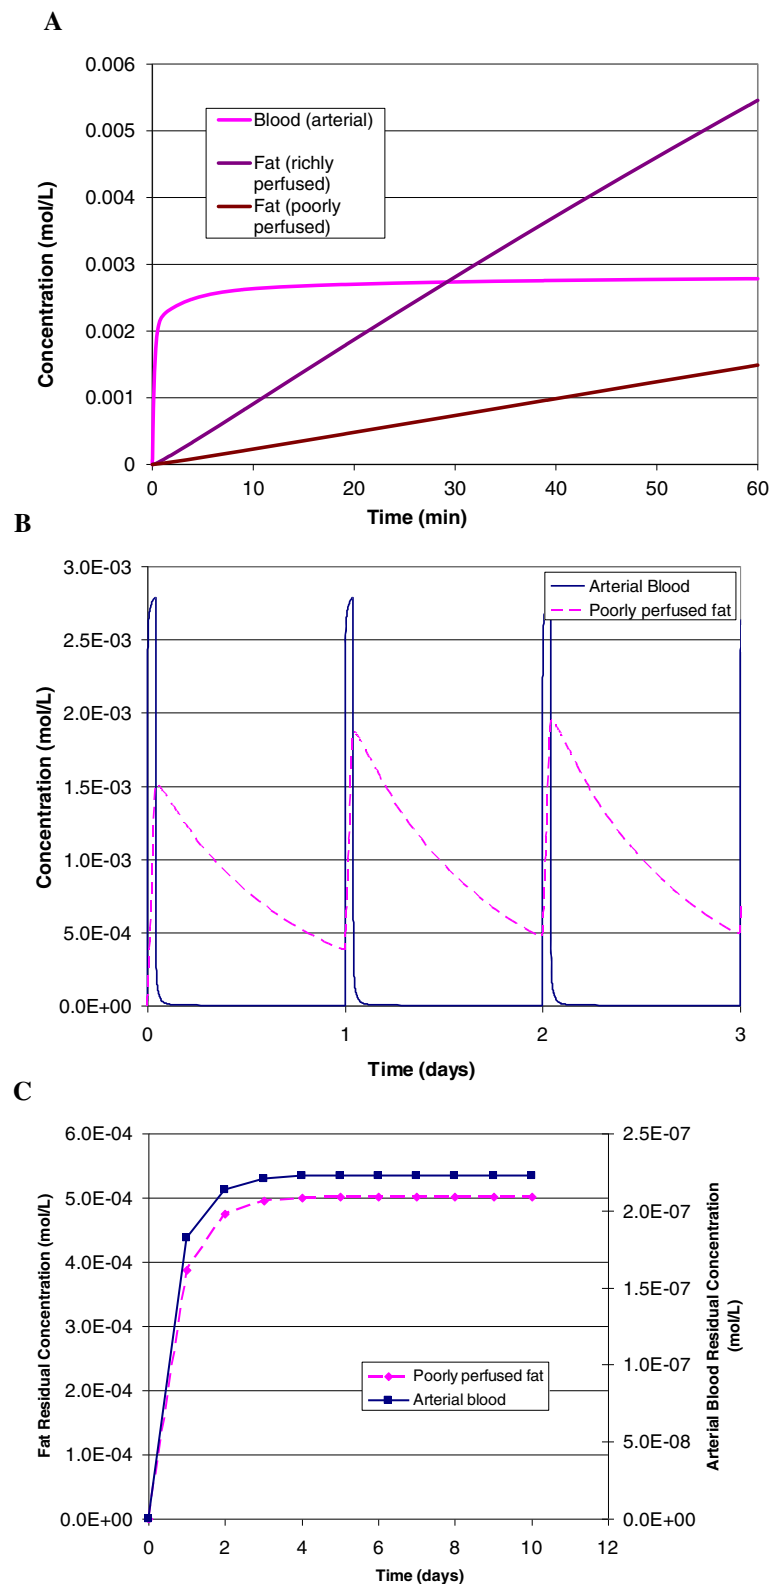 A
0.006
0.005
0.004
0.003
0.002
0.001
0
Concentration (mol/L)
Blood (arterial)
Fat (richly
perfused)
Fat (poorly
perfused)
0 10 20 30 40 50 60
Time (min)
B
3.0E-03
2.5E-03
2.0E-03
1.5E-03
1.0E-03
5.0E-04
0.0E+00
Concentration (mol/L)
Arterial Blood
Poorly perfused fat
0 1 2 3
Time (days)
C
6.0E-04
5.0E-04
4.0E-04
3.0E-04
2.0E-04
1.0E-04
0.0E+00
Fat Residual Concentration (mol/L)
Poorly perfused fat
Arterial blood
2.5E-07
2.0E-07
1.5E-07
1.0E-07
5.0E-08
0.0E+00
Arterial Blood Residual Concentration
(mol/L)
0 2 4 6 8 10 12
Time (days)